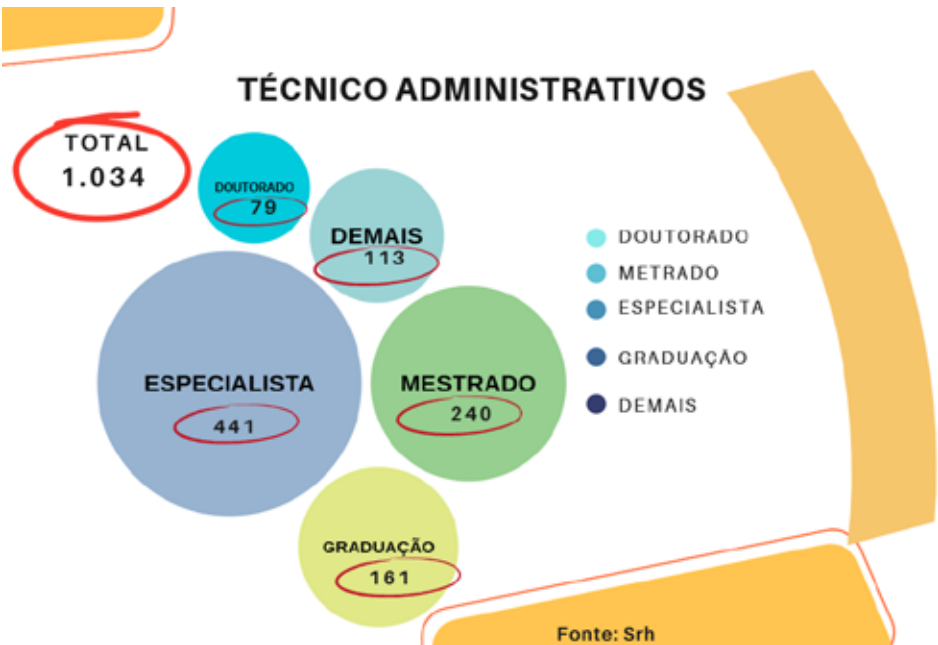 TÉCNICO ADMINISTRATIVOS
TOTAL
1.034
DOUTORADO
79
DEMAIS
113
ESPECIALISTA
441
MESTRADO
240
GRADUAÇÃO
161
DOUTORADO
METRADO
ESPECIALISTA
GRADUAÇÃO
DEMAIS
Fonte: Srh